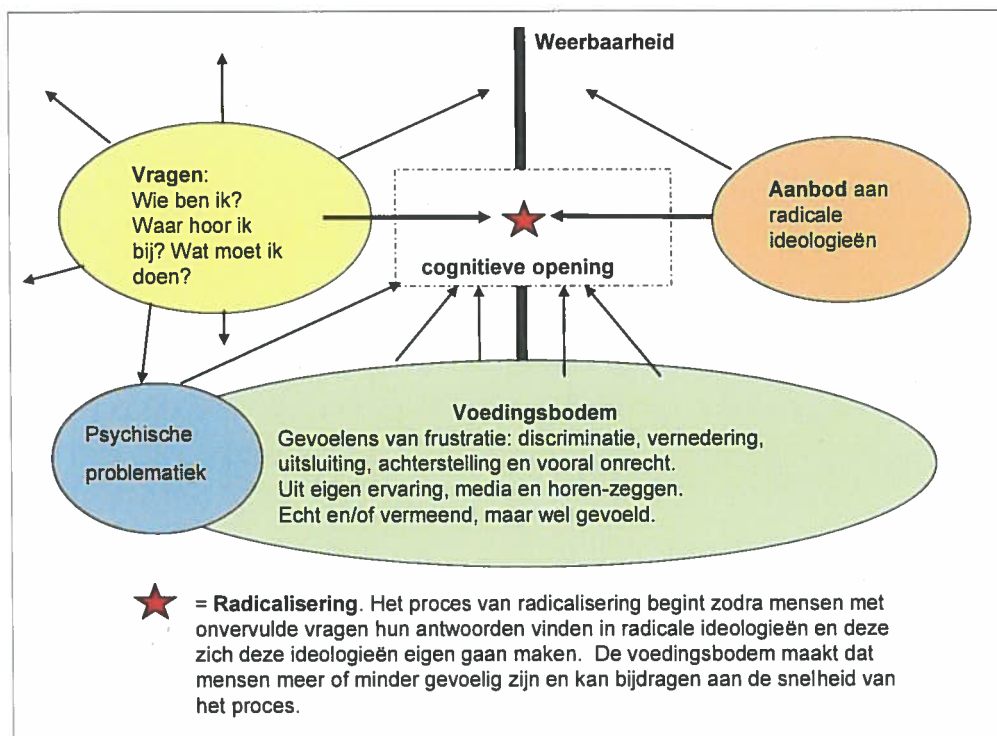 Weerbaarheid
Vragen:
Wie ben ik?
Waar hoor ik
bij? Wat moet ik
doen?
Aanbod aan
radicale
ideologieën
cognitieve opening
Psychische
problematiek
Voedingsbodem
Gevoelens van frustratie: discriminatie, vernedering,
uitsluiting, achterstelling en vooral onrecht.
Uit eigen ervaring, media en horen-zeggen.
Echt en/of vermeend, maar wel gevoeld.
= Radicalisering. Het proces van radicalisering begint zodra mensen met
onvervulde vragen hun antwoorden vinden in radicale ideologieën en deze
zich deze ideologieën eigen gaan maken. De voedingsbodem maakt dat
mensen meer of minder gevoelig zijn en kan bijdragen aan de snelheid van
het proces.